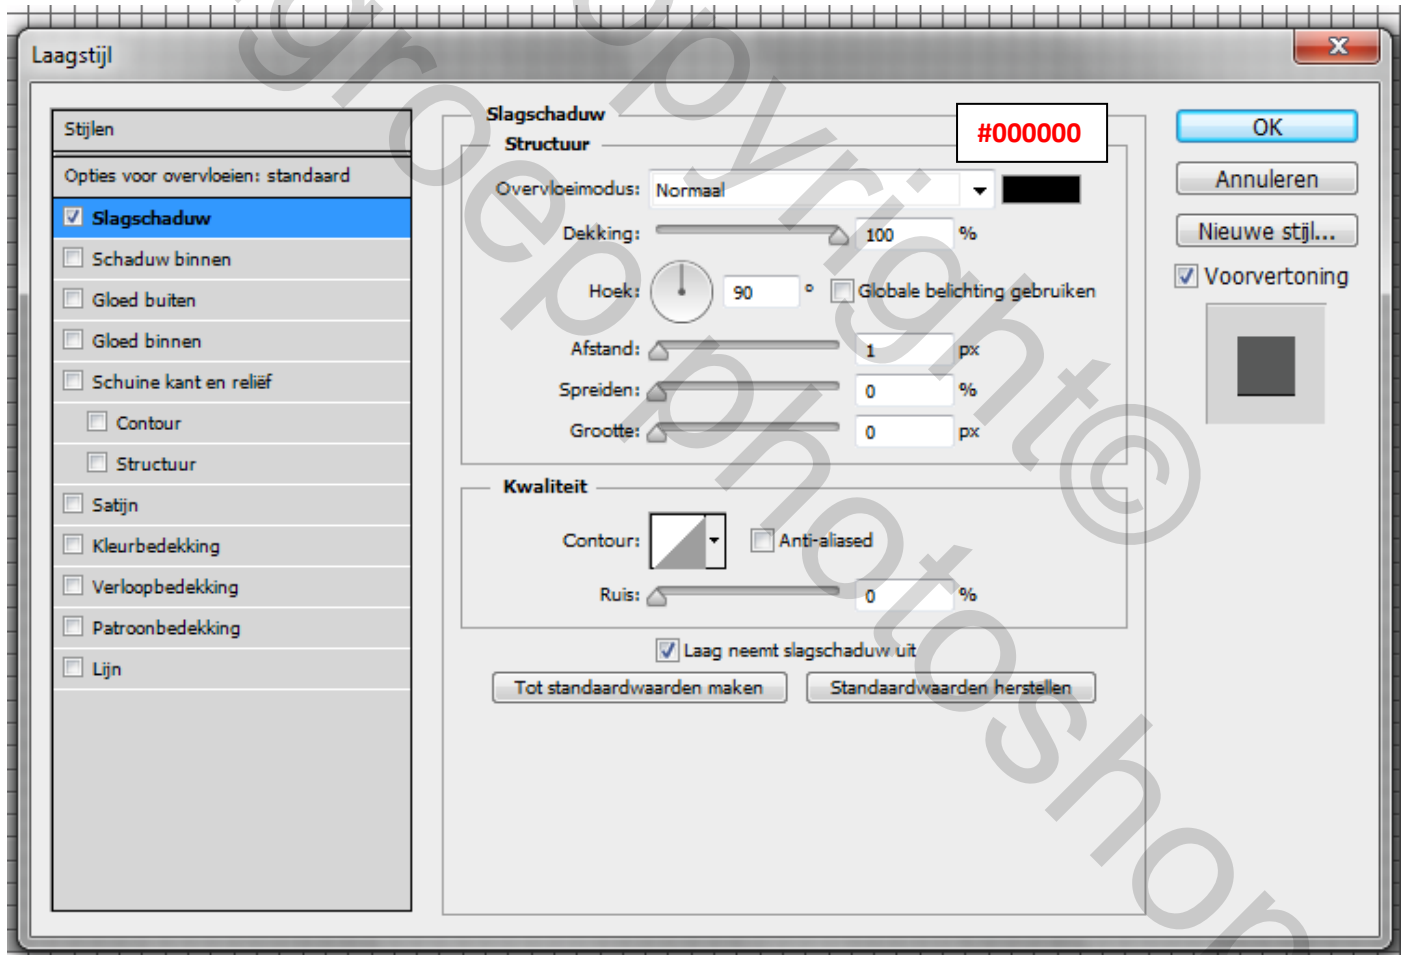 Laagstijl
Stijlen
Opties voor overvloeien: standaard
Slagschaduw
Schaduw binnen
Gloed buiten
Gloed binnen
Schuine kant en reliëf
Contour
Structuur
Satijn
Kleurbedekking
Verloopbedekking
Patroonbedekking
Lijn
Slagschaduw
#000000
Structuur
Overvloeimodus: Normaal
Dekking: 100 %
Hoek: 90 ° Globale belichting gebruiken
Afstand: 1 px
Spreiden: 0 %
Grootte: 0 px
Kwaliteit
Contour: Anti-aliased
Ruis: 0 %
Laag neemt slagschaduw uit
Tot standaardwaarden maken Standaardwaarden herstellen
OK
Annuleren
Nieuwe stijl...
Voorvertoning
groep photoshop
opyright©